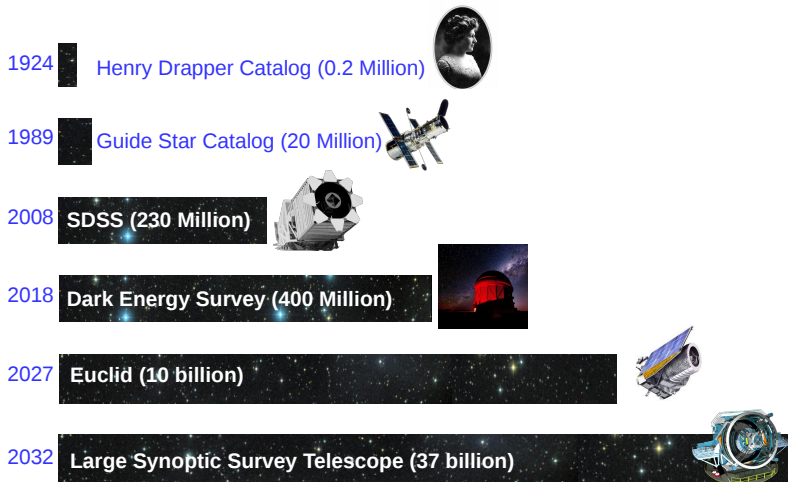 1924 Henry Drapper Catalog (0.2 Million)
1989 Guide Star Catalog (20 Million)
2008 SDSS (230 Million)
2018 Dark Energy Survey (400 Million)
2027 Euclid (10 billion)
2032 Large Synoptic Survey Telescope (37 billion)